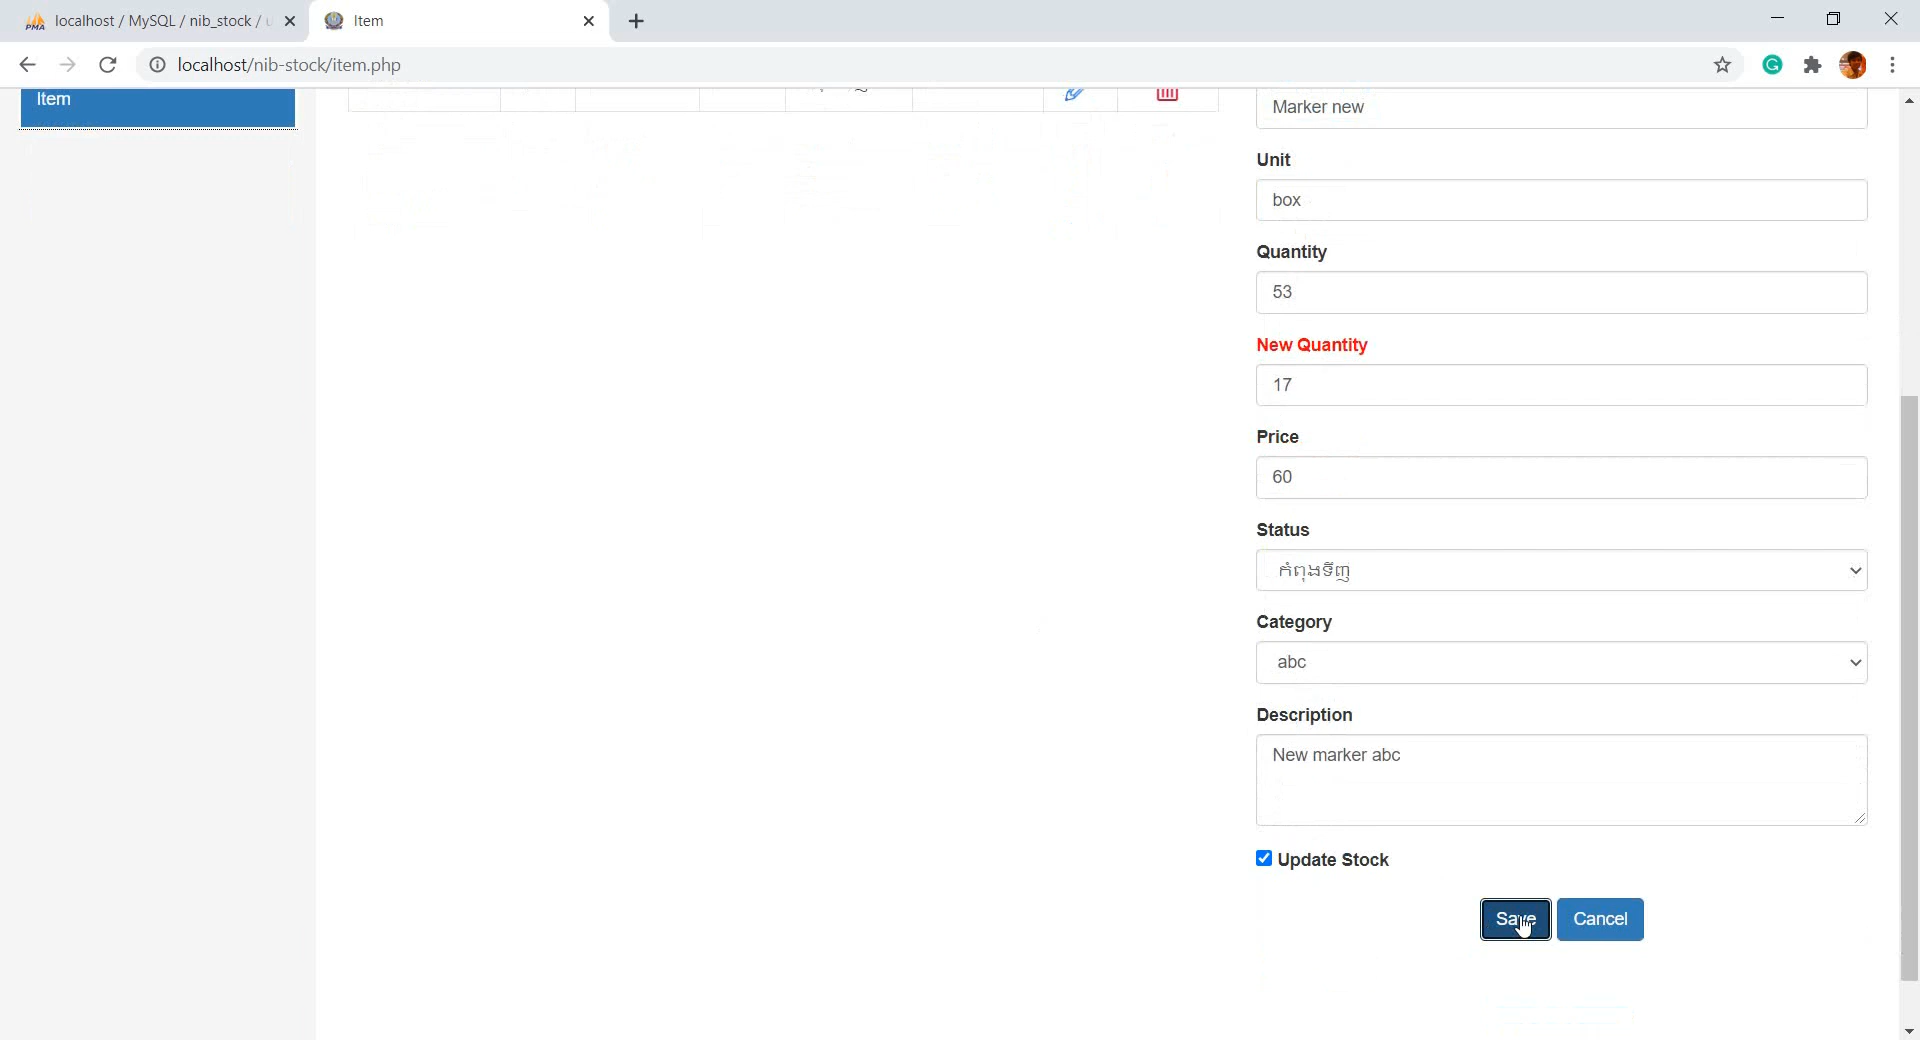 localhost / MySQL / nib_stock / u
Item
localhost/nib-stock/item.php
Item
Marker new
Unit
box
Quantity
53
New Quantity
17
Price
60
Status
កំពុងទីញ
Category
abc
Description
New marker abc
Update Stock
Save Cancel